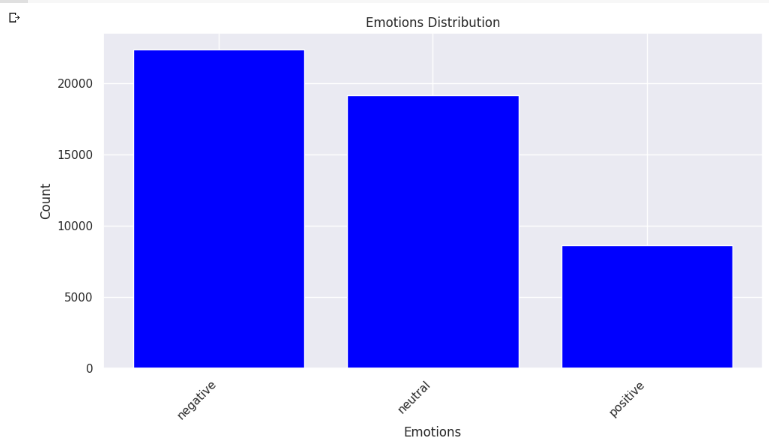 Emotions Distribution
20000
15000
10000
5000
0
Count
negative
neutral
positive
Emotions